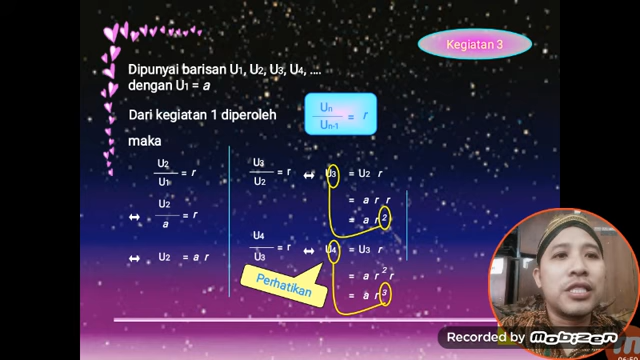 Kegiatan 3
Dipunyai barisan U1, U2, U3, U4, ....
dengan U1 = a
Dari kegiatan 1 diperoleh
Un / Un-1 = r
maka
U2 / U1 = r
⇔ U2 / a = r
⇔ U2 = a r
U3 / U2 = r ⇔ U3 = U2 r
= a r r
= a r 2
U4 / U3 = r ⇔ U4 = U3 r
= a r 2 r
= a r 3
Perhatikan
Recorded by Mobizen